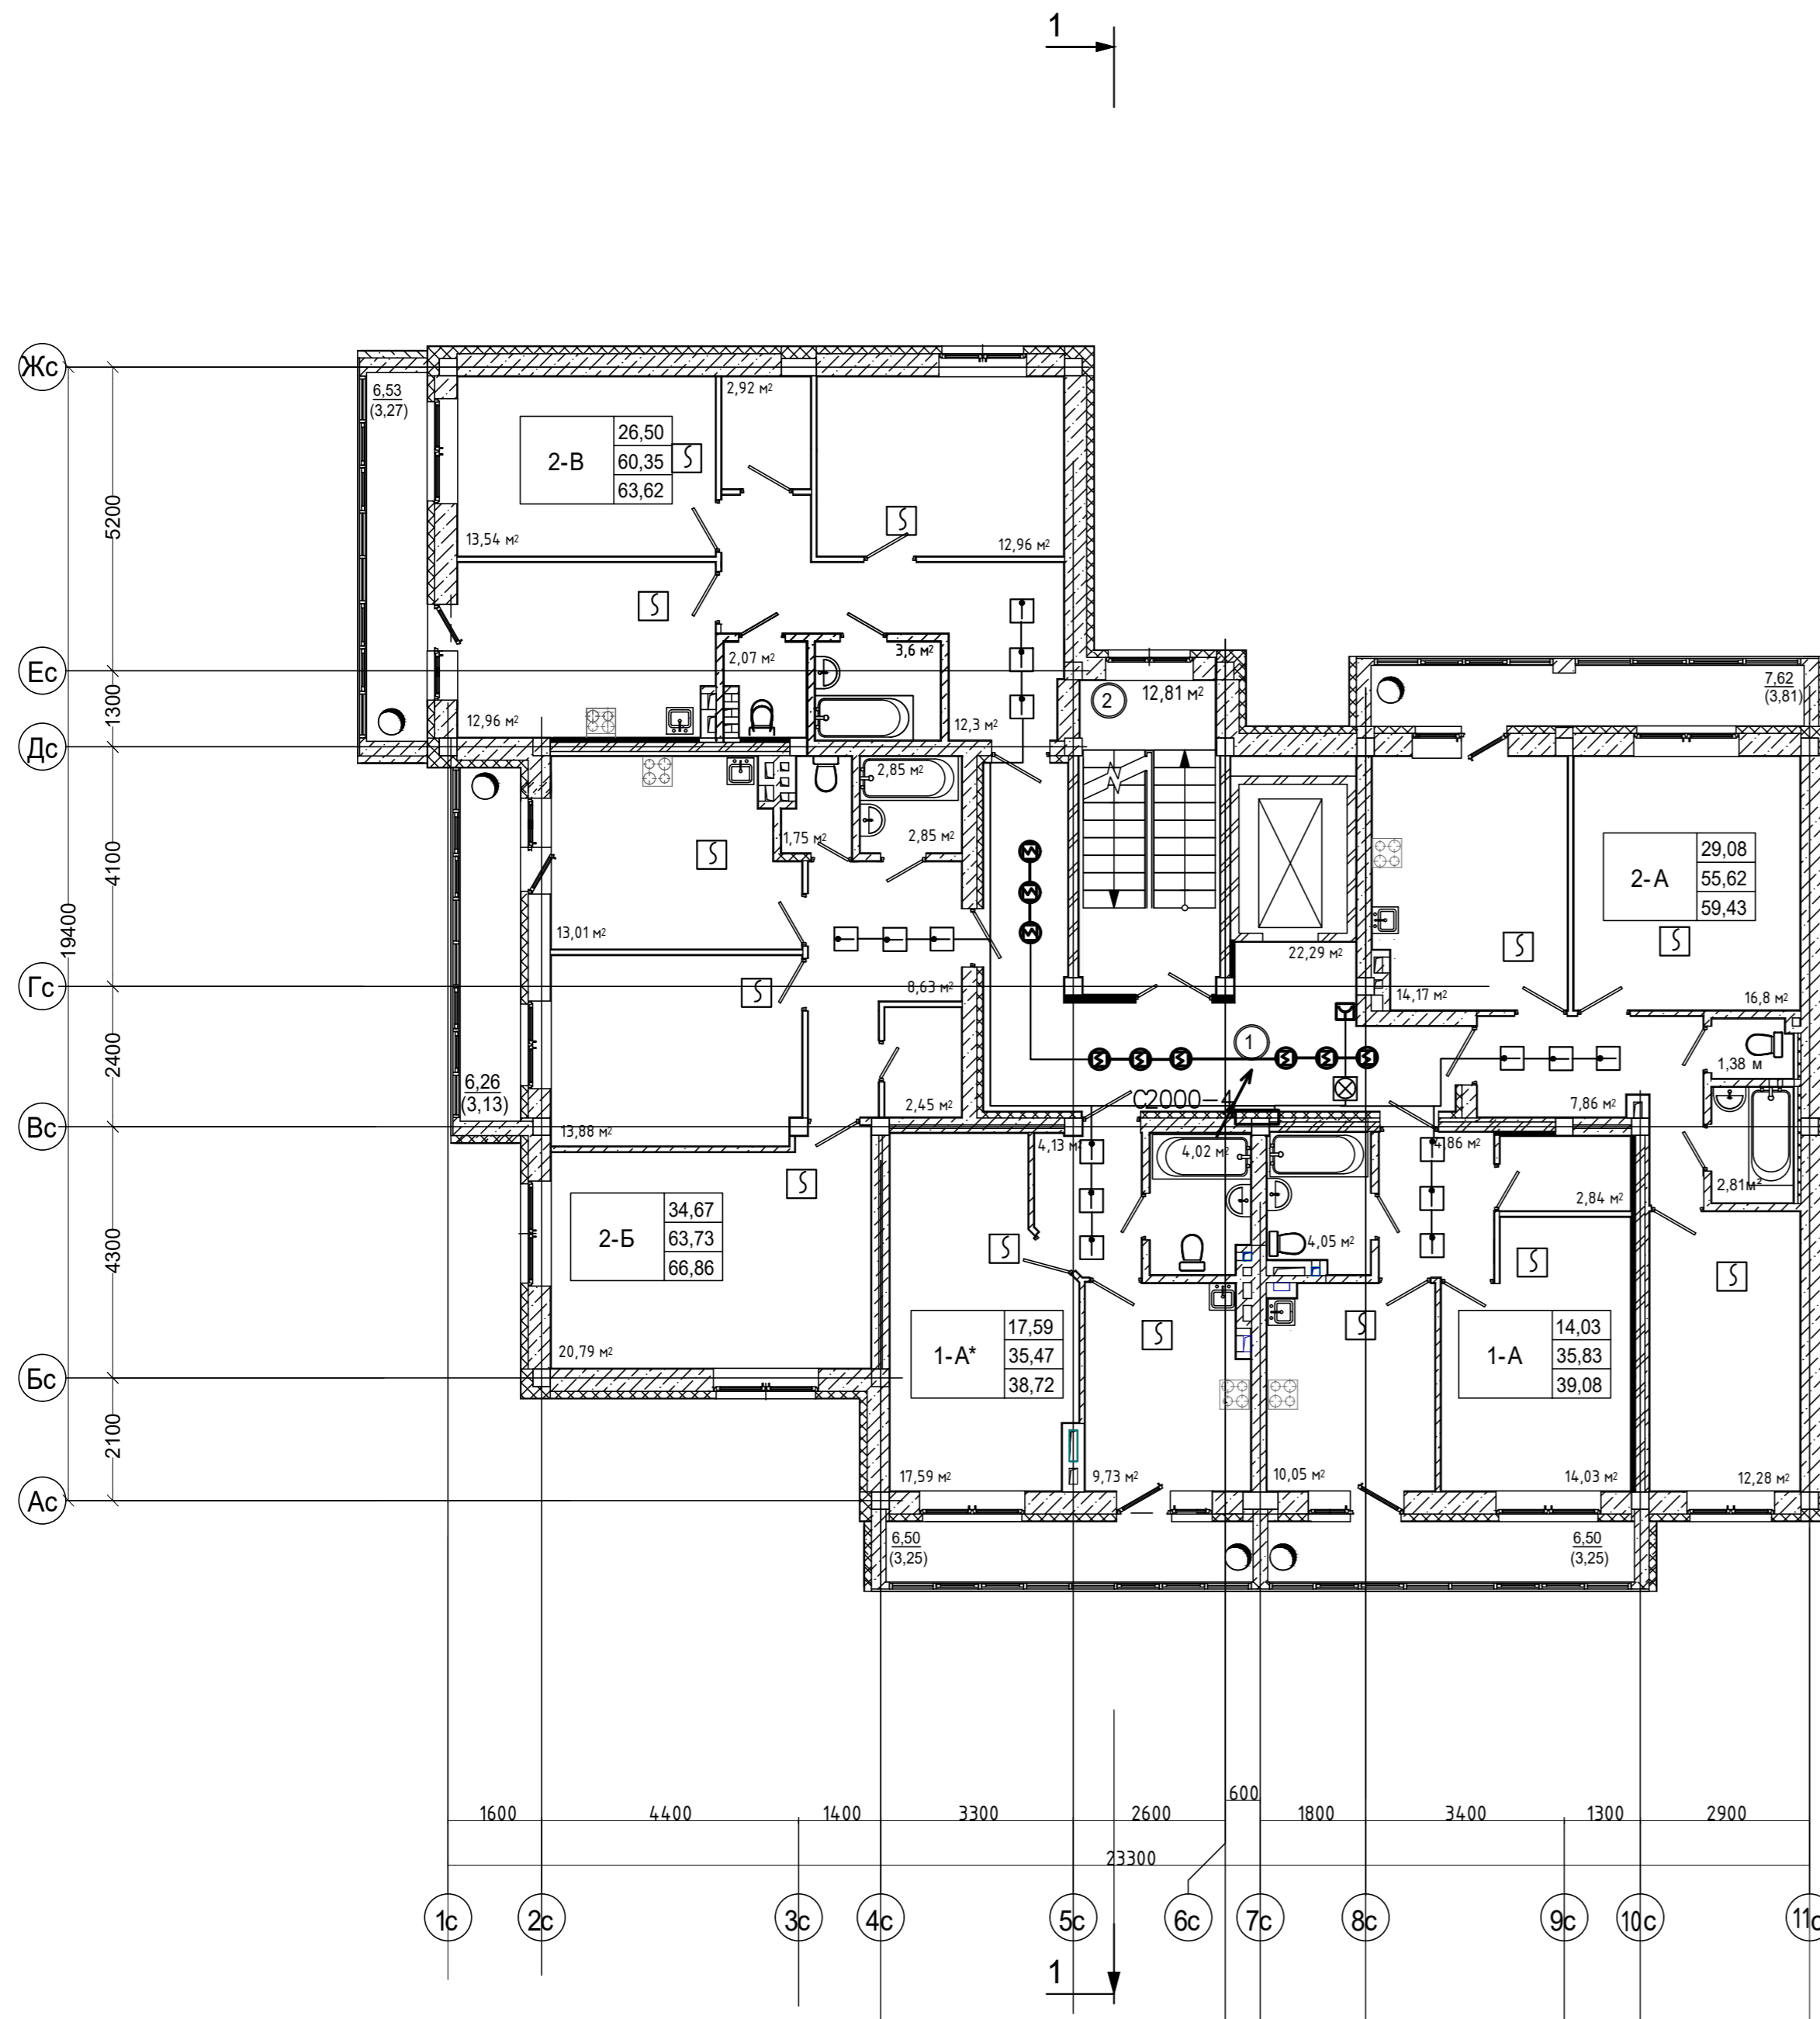 1
Жс
6,53
(3,27)
2,92 м²
2-В
26,50
60,35
63,62
5200
13,54 м²
12,96 м²
Ес
2,07 м²
3,6 м²
2
12,81 м²
7,62
(3,81)
1300
12,96 м²
12,3 м²
Дс
2,85 м²
1,75 м²
2,85 м²
4100
2-А
29,08
55,62
59,43
19400
13,01 м²
22,29 м²
Гс
8,63 м²
14,17 м²
16,8 м²
2400
1
1,38 м
6,26
(3,13)
2,45 м²
С2000-4
7,86 м²
Вс
13,88 м²
4,13 м²
4,02 м²
4,86 м²
2,81м²
2,84 м²
2-Б
34,67
63,73
66,86
4300
4,05 м²
20,79 м²
1-А*
17,59
35,47
38,72
1-А
14,03
35,83
39,08
Бс
2100
17,59 м²
9,73 м²
10,05 м²
14,03 м²
12,28 м²
Ас
6,50
(3,25)
6,50
(3,25)
600
1600
4400
1400
3300
2600
1800
3400
1300
2900
23300
1с
2с
3с
4с
5с
6с
7с
8с
9с
10с
11с
1